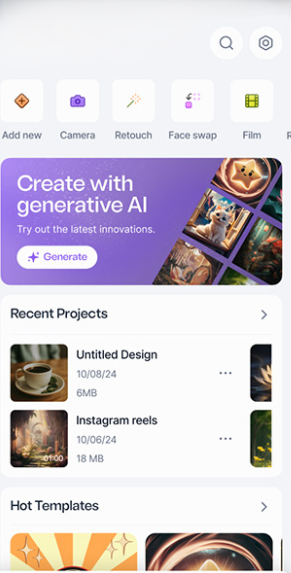 Add new
Camera
Retouch
Face swap
Film
Create with
generative AI
Try out the latest innovations.
Generate
Recent Projects
Untitled Design
10/08/24
6MB
Instagram reels
10/06/24
18 MB
01:00
Hot Templates